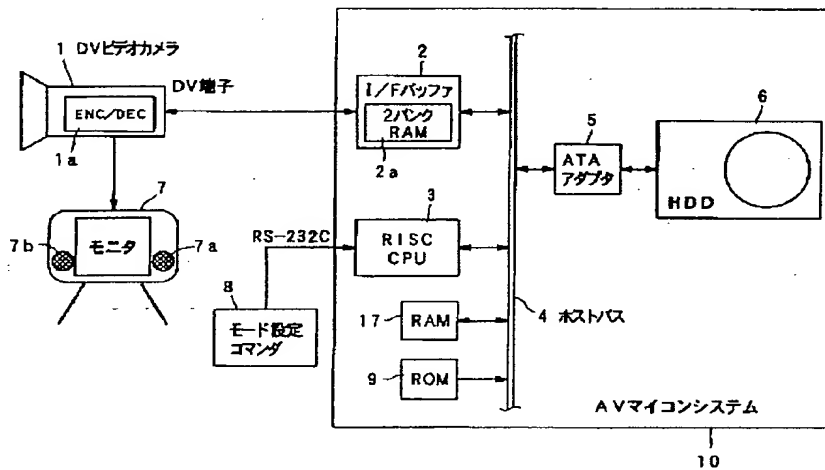 1 DVビデオカメラ
DV端子
ENC/DEC
1a
7
モニタ
7b
7a
RS-232C
8
モード設定
コマンダ
2
I/Fバッファ
2バンク
RAM
2a
3
RISC
CPU
17
RAM
9
ROM
4 ホストバス
5
ATA
アダプタ
6
HDD
AVマイコンシステム
10